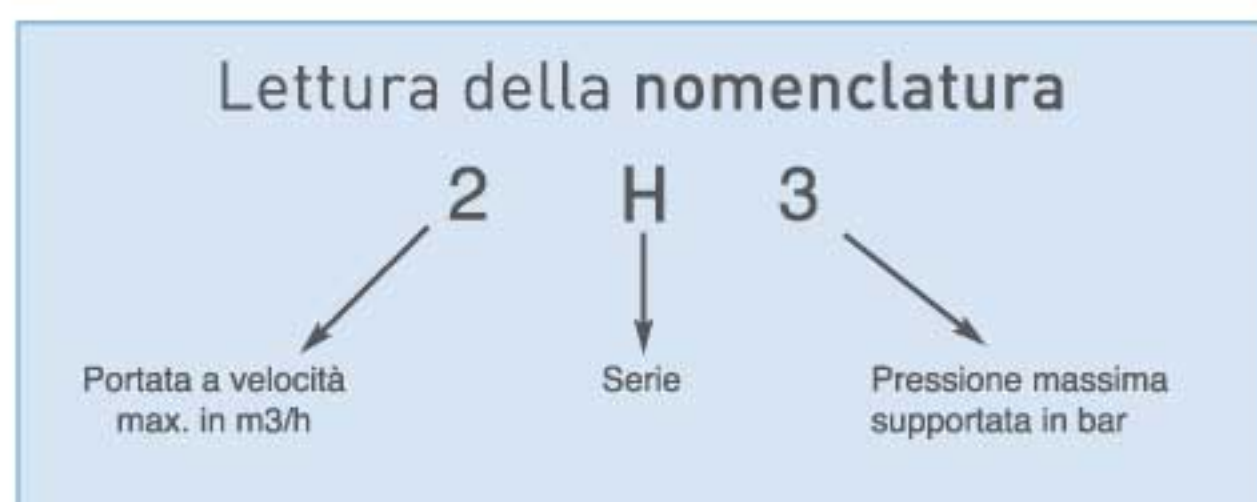 Lettura della nomenclatura
2 H 3
Portata a velocità
max. in m3/h
Serie
Pressione massima
supportata in bar